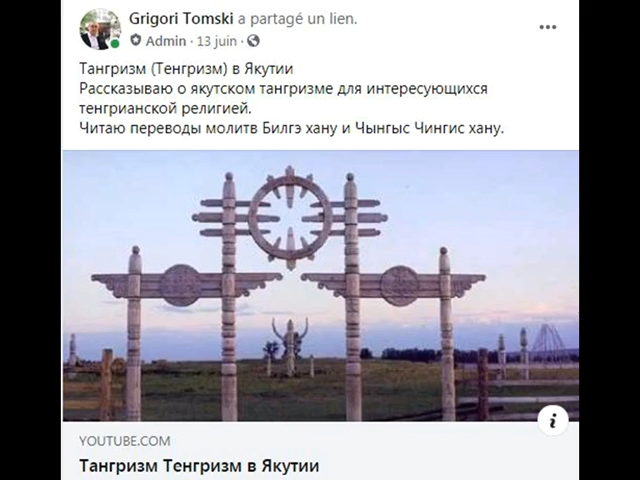 Grigori Tomski a partagé un lien.
Admin · 13 juin ·
Тангризм (Тенгризм) в Якутии
Рассказываю о якутском тангризме для интересующихся
тенгрианской религией.
Читаю переводы молитв Билгэ хану и Чынгыс Чингис хану.
YOUTUBE.COM
Тангризм Тенгризм в Якутии